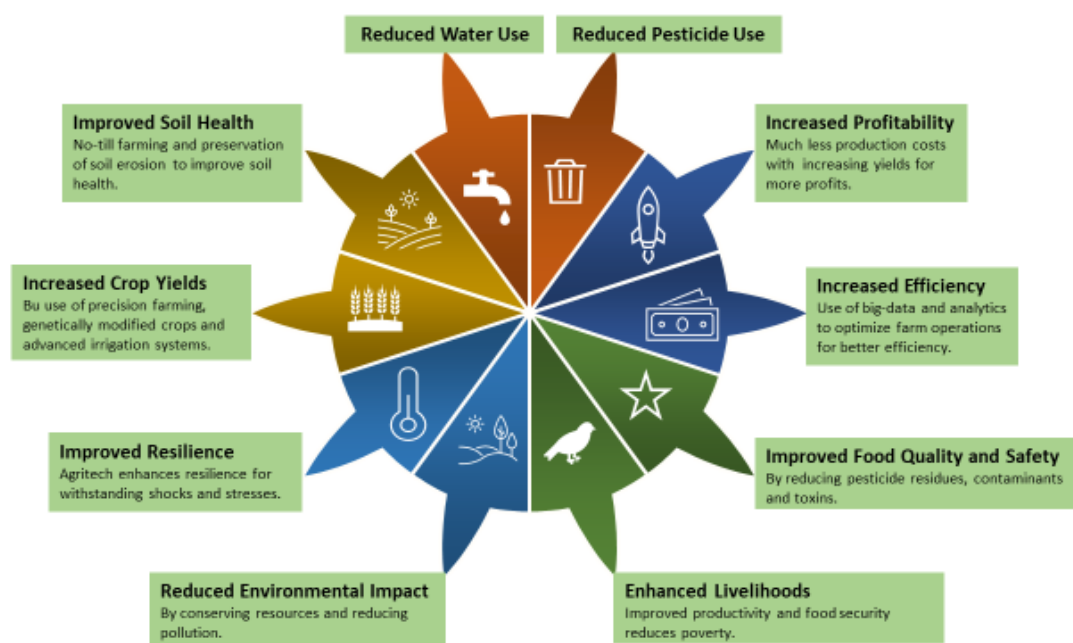 Reduced Water Use
Reduced Pesticide Use
Improved Soil Health
No-till farming and preservation
of soil erosion to improve soil
health.
Increased Profitability
Much less production costs
with increasing yields for
more profits.
Increased Crop Yields
Bu use of precision farming,
genetically modified crops and
advanced irrigation systems.
Increased Efficiency
Use of big-data and analytics
to optimize farm operations
for better efficiency.
Improved Resilience
Agritech enhances resilience for
withstanding shocks and stresses.
Improved Food Quality and Safety
By reducing pesticide residues, contaminants
and toxins.
Reduced Environmental Impact
By conserving resources and reducing
pollution.
Enhanced Livelihoods
Improved productivity and food security
reduces poverty.